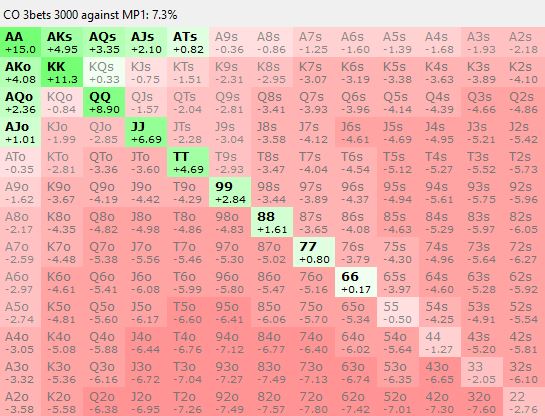 CO 3bets 3000 against MP1: 7.3%
AA AKs AQs AJs ATs A9s A8s A7s A6s A5s A4s A3s A2s
+15.0 +4.95 +3.35 +2.10 +0.82 -0.36 -0.86 -1.25 -1.60 -1.39 -1.68 -1.93 -2.18
AKo KK KQs KJs KTs K9s K8s K7s K6s K5s K4s K3s K2s
+4.08 +11.3 +0.33 -0.75 -1.51 -2.31 -2.95 -3.07 -3.19 -3.38 -3.63 -3.89 -4.10
AQo KQo QQ QJs QTs Q9s Q8s Q7s Q6s Q5s Q4s Q3s Q2s
+2.36 -0.84 +8.90 -1.57 -2.04 -2.81 -3.41 -3.93 -3.96 -4.14 -4.39 -4.66 -4.86
AJo KJo QJo JJ JTs J9s J8s J7s J6s J5s J4s J3s J2s
+1.01 -1.99 -2.85 +6.69 -2.28 -3.04 -3.58 -4.12 -4.61 -4.69 -4.95 -5.21 -5.42
ATo KTo QTo JTo TT T9s T8s T7s T6s T5s T4s T3s T2s
-0.35 -2.81 -3.36 -3.60 +4.69 -2.93 -3.47 -4.04 -4.54 -5.12 -5.27 -5.52 -5.73
A9o K9o Q9o J9o T9o 99 98s 97s 96s 95s 94s 93s 92s
-1.62 -3.67 -4.19 -4.42 -4.29 +2.84 -3.44 -3.89 -4.37 -4.94 -5.61 -5.75 -5.96
A8o K8o Q8o J8o T8o 98o 88 87s 86s 85s 84s 83s 82s
-2.17 -4.35 -4.82 -4.98 -4.86 -4.83 +1.61 -3.65 -4.08 -4.63 -5.29 -5.97 -6.05
A7o K7o Q7o J7o T7o 97o 87o 77 76s 75s 74s 73s 72s
-2.59 -4.48 -5.38 -5.56 -5.46 -5.30 -5.02 +0.80 -3.79 -4.30 -4.96 -5.64 -6.27
A6o K6o Q6o J6o T6o 96o 86o 76o 66 65s 64s 63s 62s
-2.97 -4.61 -5.41 -6.08 -5.99 -5.80 -5.47 -5.16 +0.17 -3.97 -4.60 -5.28 -5.92
A5o K5o Q5o J5o T5o 95o 85o 75o 65o 55 54s 53s 52s
-2.74 -4.81 -5.60 -6.17 -6.60 -6.41 -6.06 -5.70 -5.34 -0.50 -4.25 -4.91 -5.54
A4o K4o Q4o J4o T4o 94o 84o 74o 64o 54o 44 43s 42s
-3.05 -5.08 -5.88 -6.44 -6.76 -7.12 -6.77 -6.40 -6.02 -5.64 -1.27 -5.20 -5.81
A3o K3o Q3o J3o T3o 93o 83o 73o 63o 53o 43o 33 32s
-3.32 -5.36 -6.16 -6.72 -7.04 -7.27 -7.49 -7.13 -6.74 -6.35 -6.65 -2.05 -6.10
A2o K2o Q2o J2o T2o 92o 82o 72o 62o 52o 42o 32o 22
-3.58 -5.58 -6.38 -6.95 -7.26 -7.49 -7.57 -7.80 -7.42 -7.01 -7.30 -7.60 -2.76